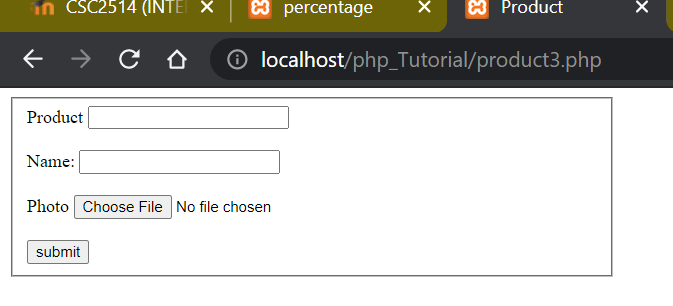 CSC2514 (INTE
percentage
Product
localhost/php_Tutorial/product3.php
Product
Name:
Photo Choose File No file chosen
submit